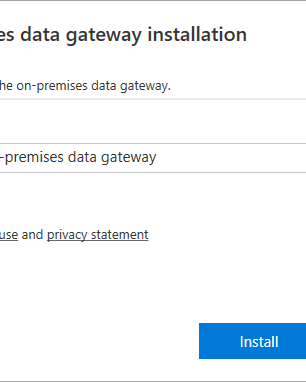 es data gateway installation
he on-premises data gateway.
-premises data gateway
use and privacy statement
Install